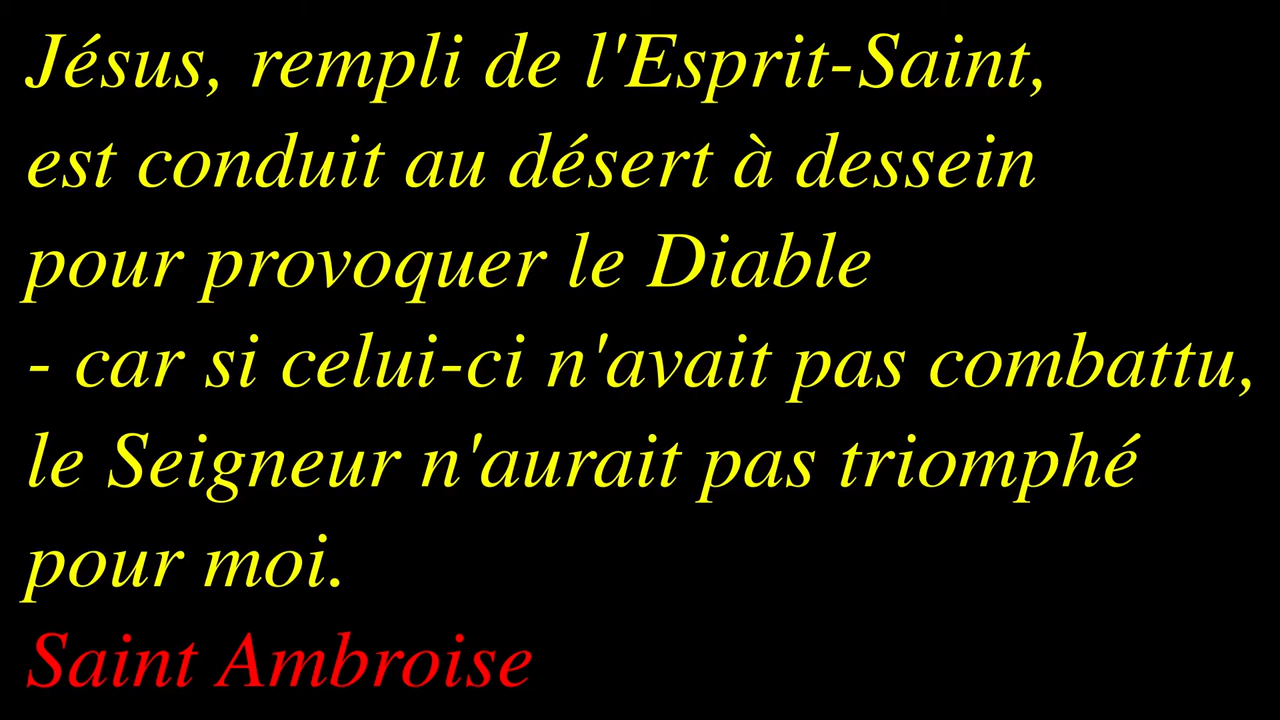 Jésus, rempli de l'Esprit-Saint,
est conduit au désert à dessein
pour provoquer le Diable
- car si celui-ci n'avait pas combattu,
le Seigneur n'aurait pas triomphé
pour moi.
Saint Ambroise